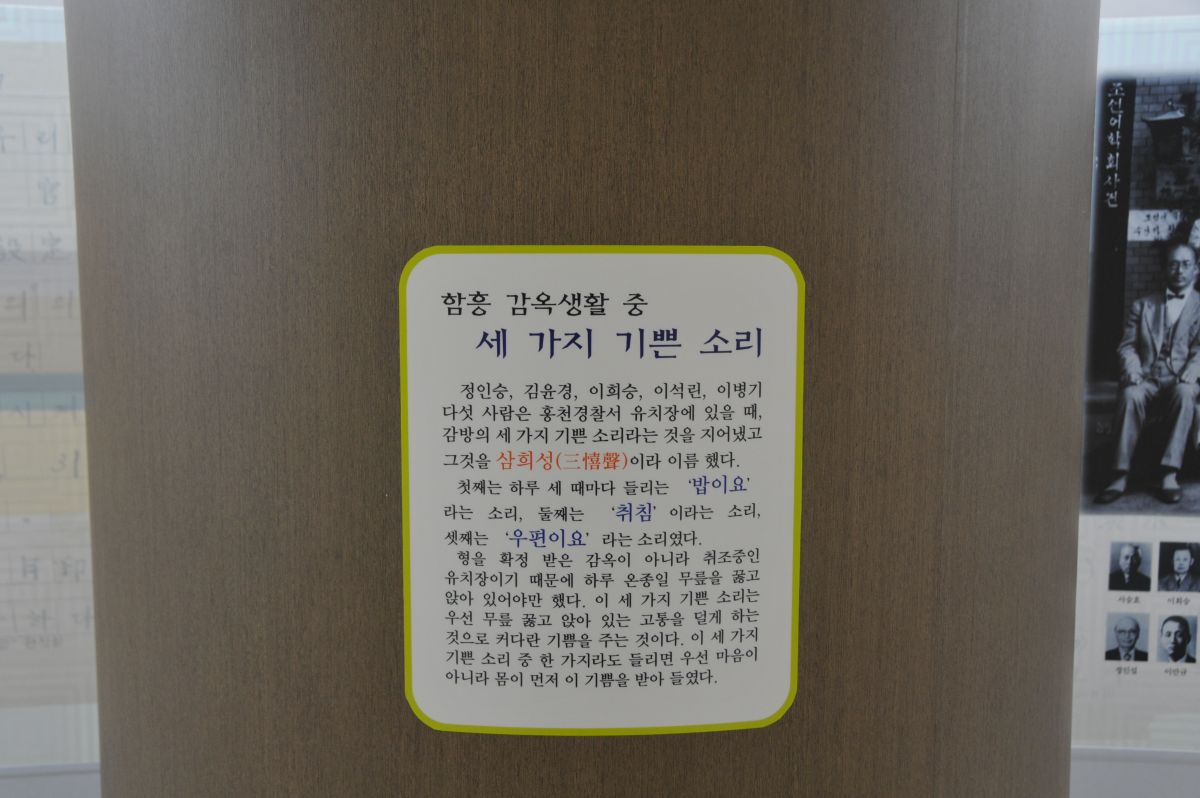 함흥 감옥생활 중
세 가지 기쁜 소리
정인승, 김윤경, 이희승, 이석린, 이병기
다섯 사람은 홍천경찰서 유치장에 있을 때,
감방의 세 가지 기쁜 소리라는 것을 지어냈고
그것을 삼희성(三憘聲)이라 이름 했다.
첫째는 하루 세 때마다 들리는 '밥이요'
라는 소리, 둘째는 '취침' 이라는 소리,
셋째는 '우편이요' 라는 소리였다.
형을 확정 받은 감옥이 아니라 취조중인
유치장이기 때문에 하루 온종일 무릎을 꿇고
앉아 있어야만 했다. 이 세 가지 기쁜 소리는
우선 무릎 꿇고 앉아 있는 고통을 덜게 하는
것으로 커다란 기쁨을 주는 것이다. 이 세 가지
기쁜 소리 중 한 가지라도 들리면 우선 마음이
아니라 몸이 먼저 이 기쁨을 받아 들였다.
조선어학회사건
이희승